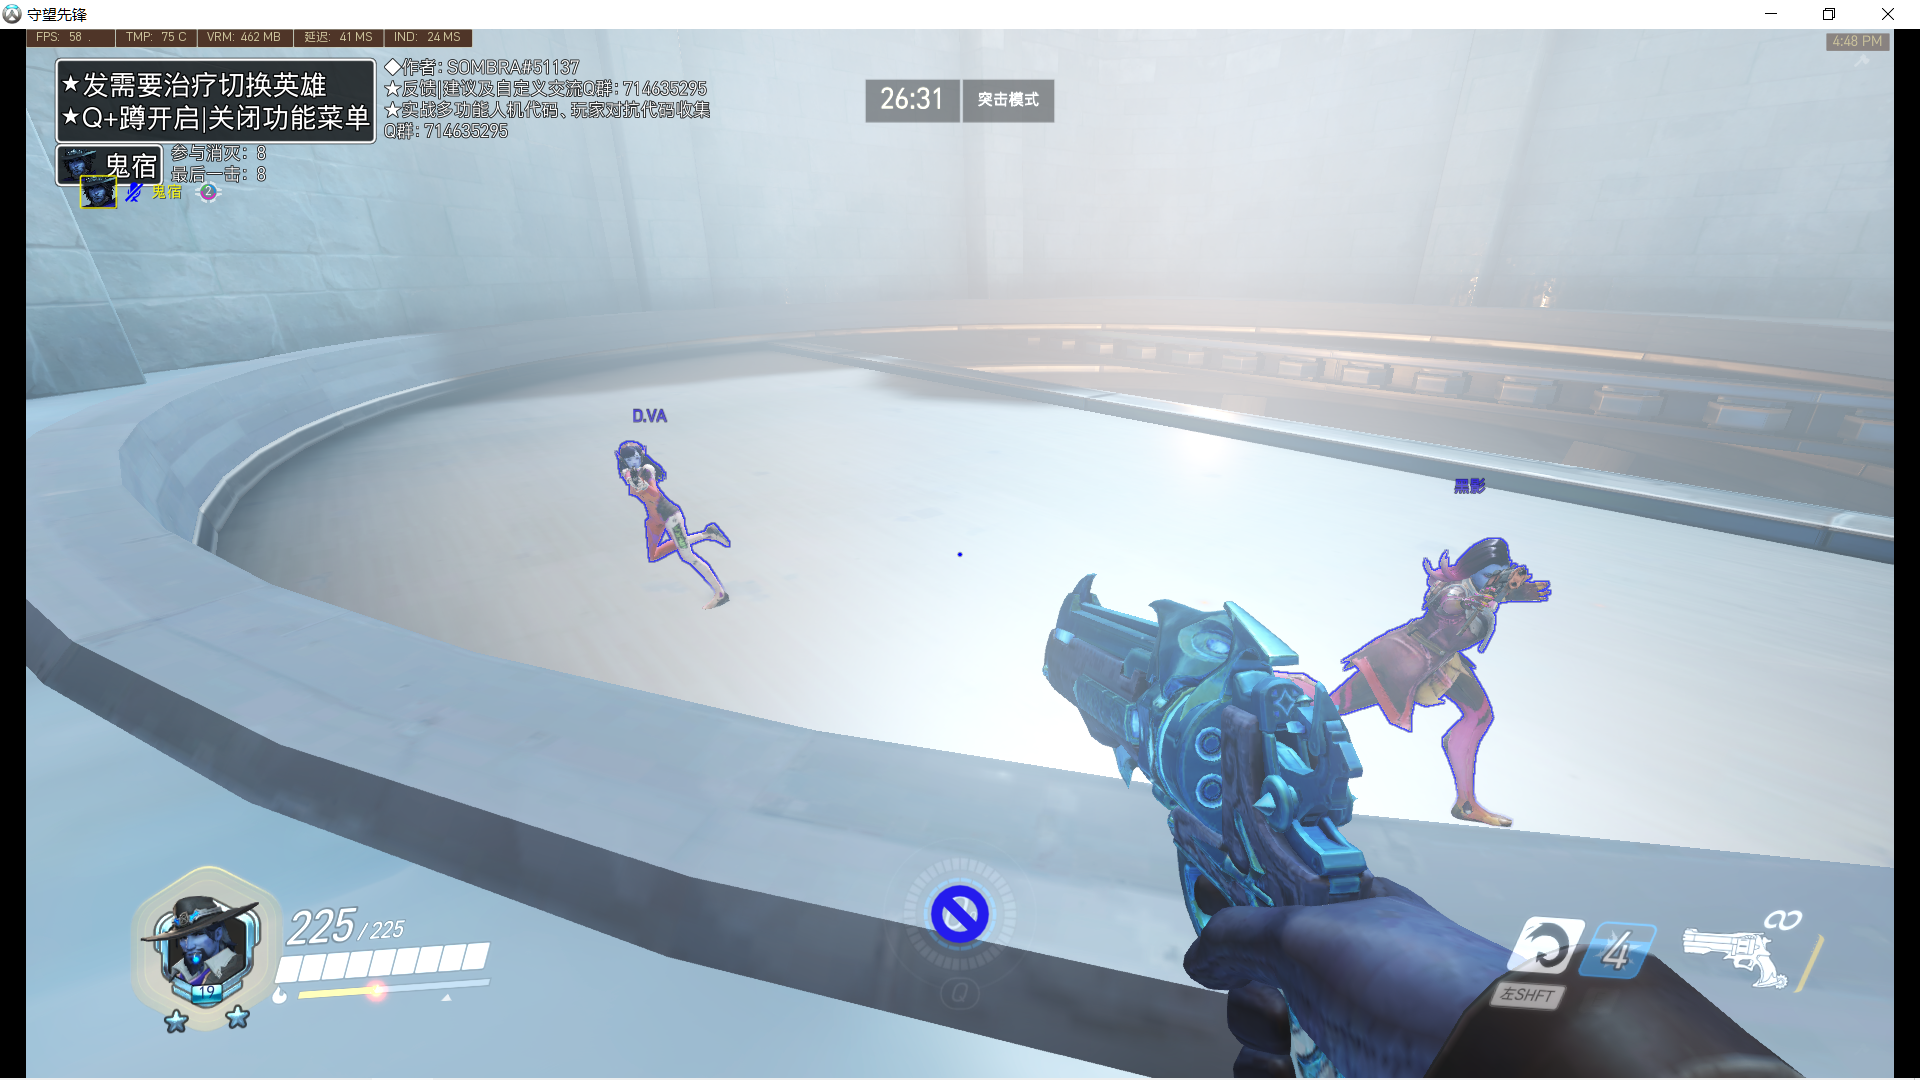 守望先锋
FPS: 58 .
TMP: 75 C
VRM: 462 MB
延迟: 41 MS
IND: 24 MS
4:48 PM
★发需要治疗切换英雄
★Q+蹲开启|关闭功能菜单
◆作者: SOMBRA#51137
★反馈|建议及自定义交流Q群: 714635295
★实战多功能人机代码、玩家对抗代码收集
Q群: 714635295
26:31
突击模式
鬼宿
参与消灭: 8
最后一击: 8
鬼宿
2
D.VA
黑影
225/225
19
Q
4
左SHFT